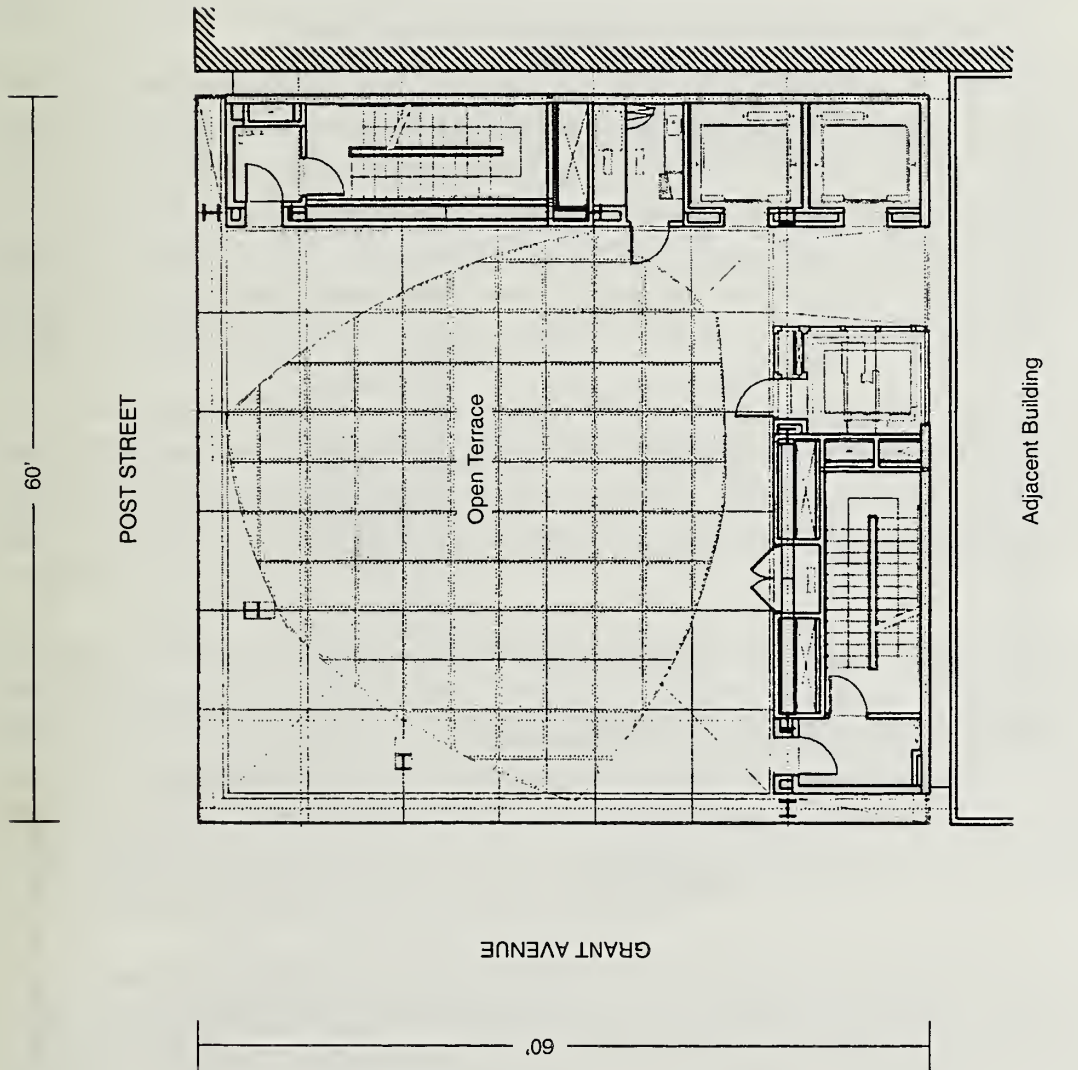 60'
POST STREET
Open Terrace
Adjacent Building
GRANT AVENUE
60'